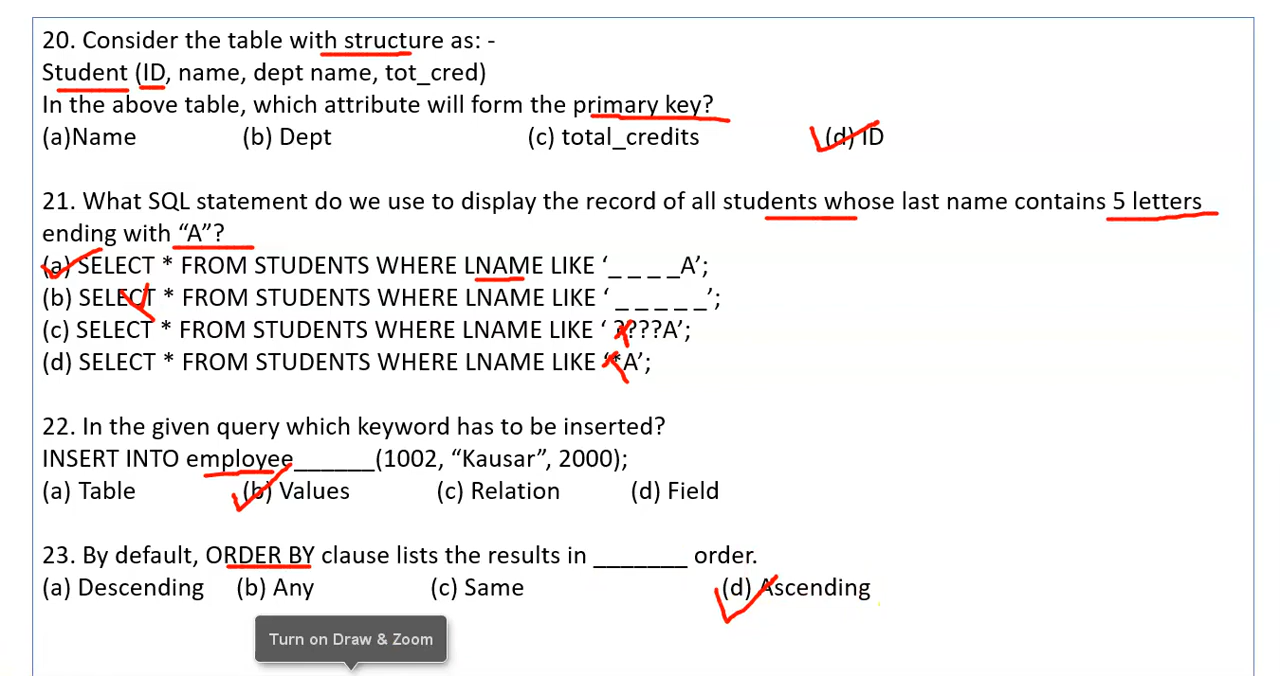 20. Consider the table with structure as: -
Student (ID, name, dept name, tot_cred)
In the above table, which attribute will form the primary key?
(a)Name (b) Dept (c) total_credits (d) ID
21. What SQL statement do we use to display the record of all students whose last name contains 5 letters
ending with “A”?
(a) SELECT * FROM STUDENTS WHERE LNAME LIKE ‘_ _ _ _A’;
(b) SELECT * FROM STUDENTS WHERE LNAME LIKE ‘ _ _ _ _ _’;
(c) SELECT * FROM STUDENTS WHERE LNAME LIKE ‘ ????A’;
(d) SELECT * FROM STUDENTS WHERE LNAME LIKE ‘*A’;
22. In the given query which keyword has to be inserted?
INSERT INTO employee______(1002, “Kausar”, 2000);
(a) Table (b) Values (c) Relation (d) Field
23. By default, ORDER BY clause lists the results in _______ order.
(a) Descending (b) Any (c) Same (d) Ascending
Turn on Draw & Zoom